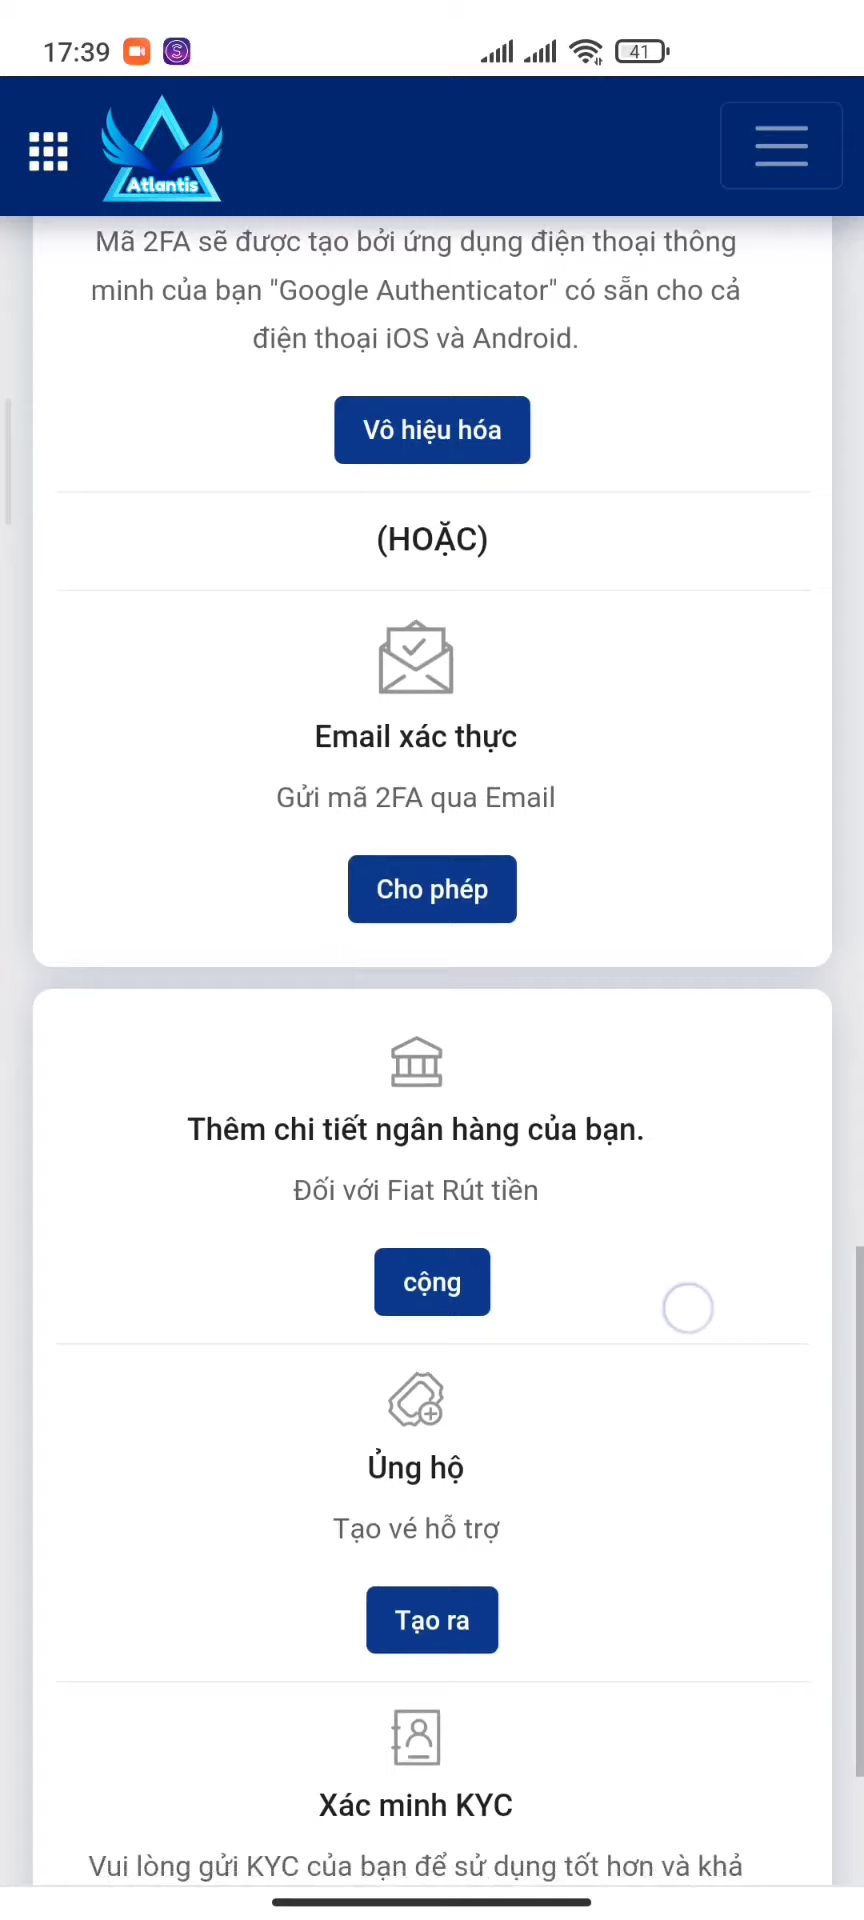 17:39
41
Atlantis
Mã 2FA sẽ được tạo bởi ứng dụng điện thoại thông
minh của bạn "Google Authenticator" có sẵn cho cả
điện thoại iOS và Android.
Vô hiệu hóa
(HOẶC)
Email xác thực
Gửi mã 2FA qua Email
Cho phép
Thêm chi tiết ngân hàng của bạn.
Đối với Fiat Rút tiền
cộng
Ủng hộ
Tạo vé hỗ trợ
Tạo ra
Xác minh KYC
Vui lòng gửi KYC của bạn để sử dụng tốt hơn và khả